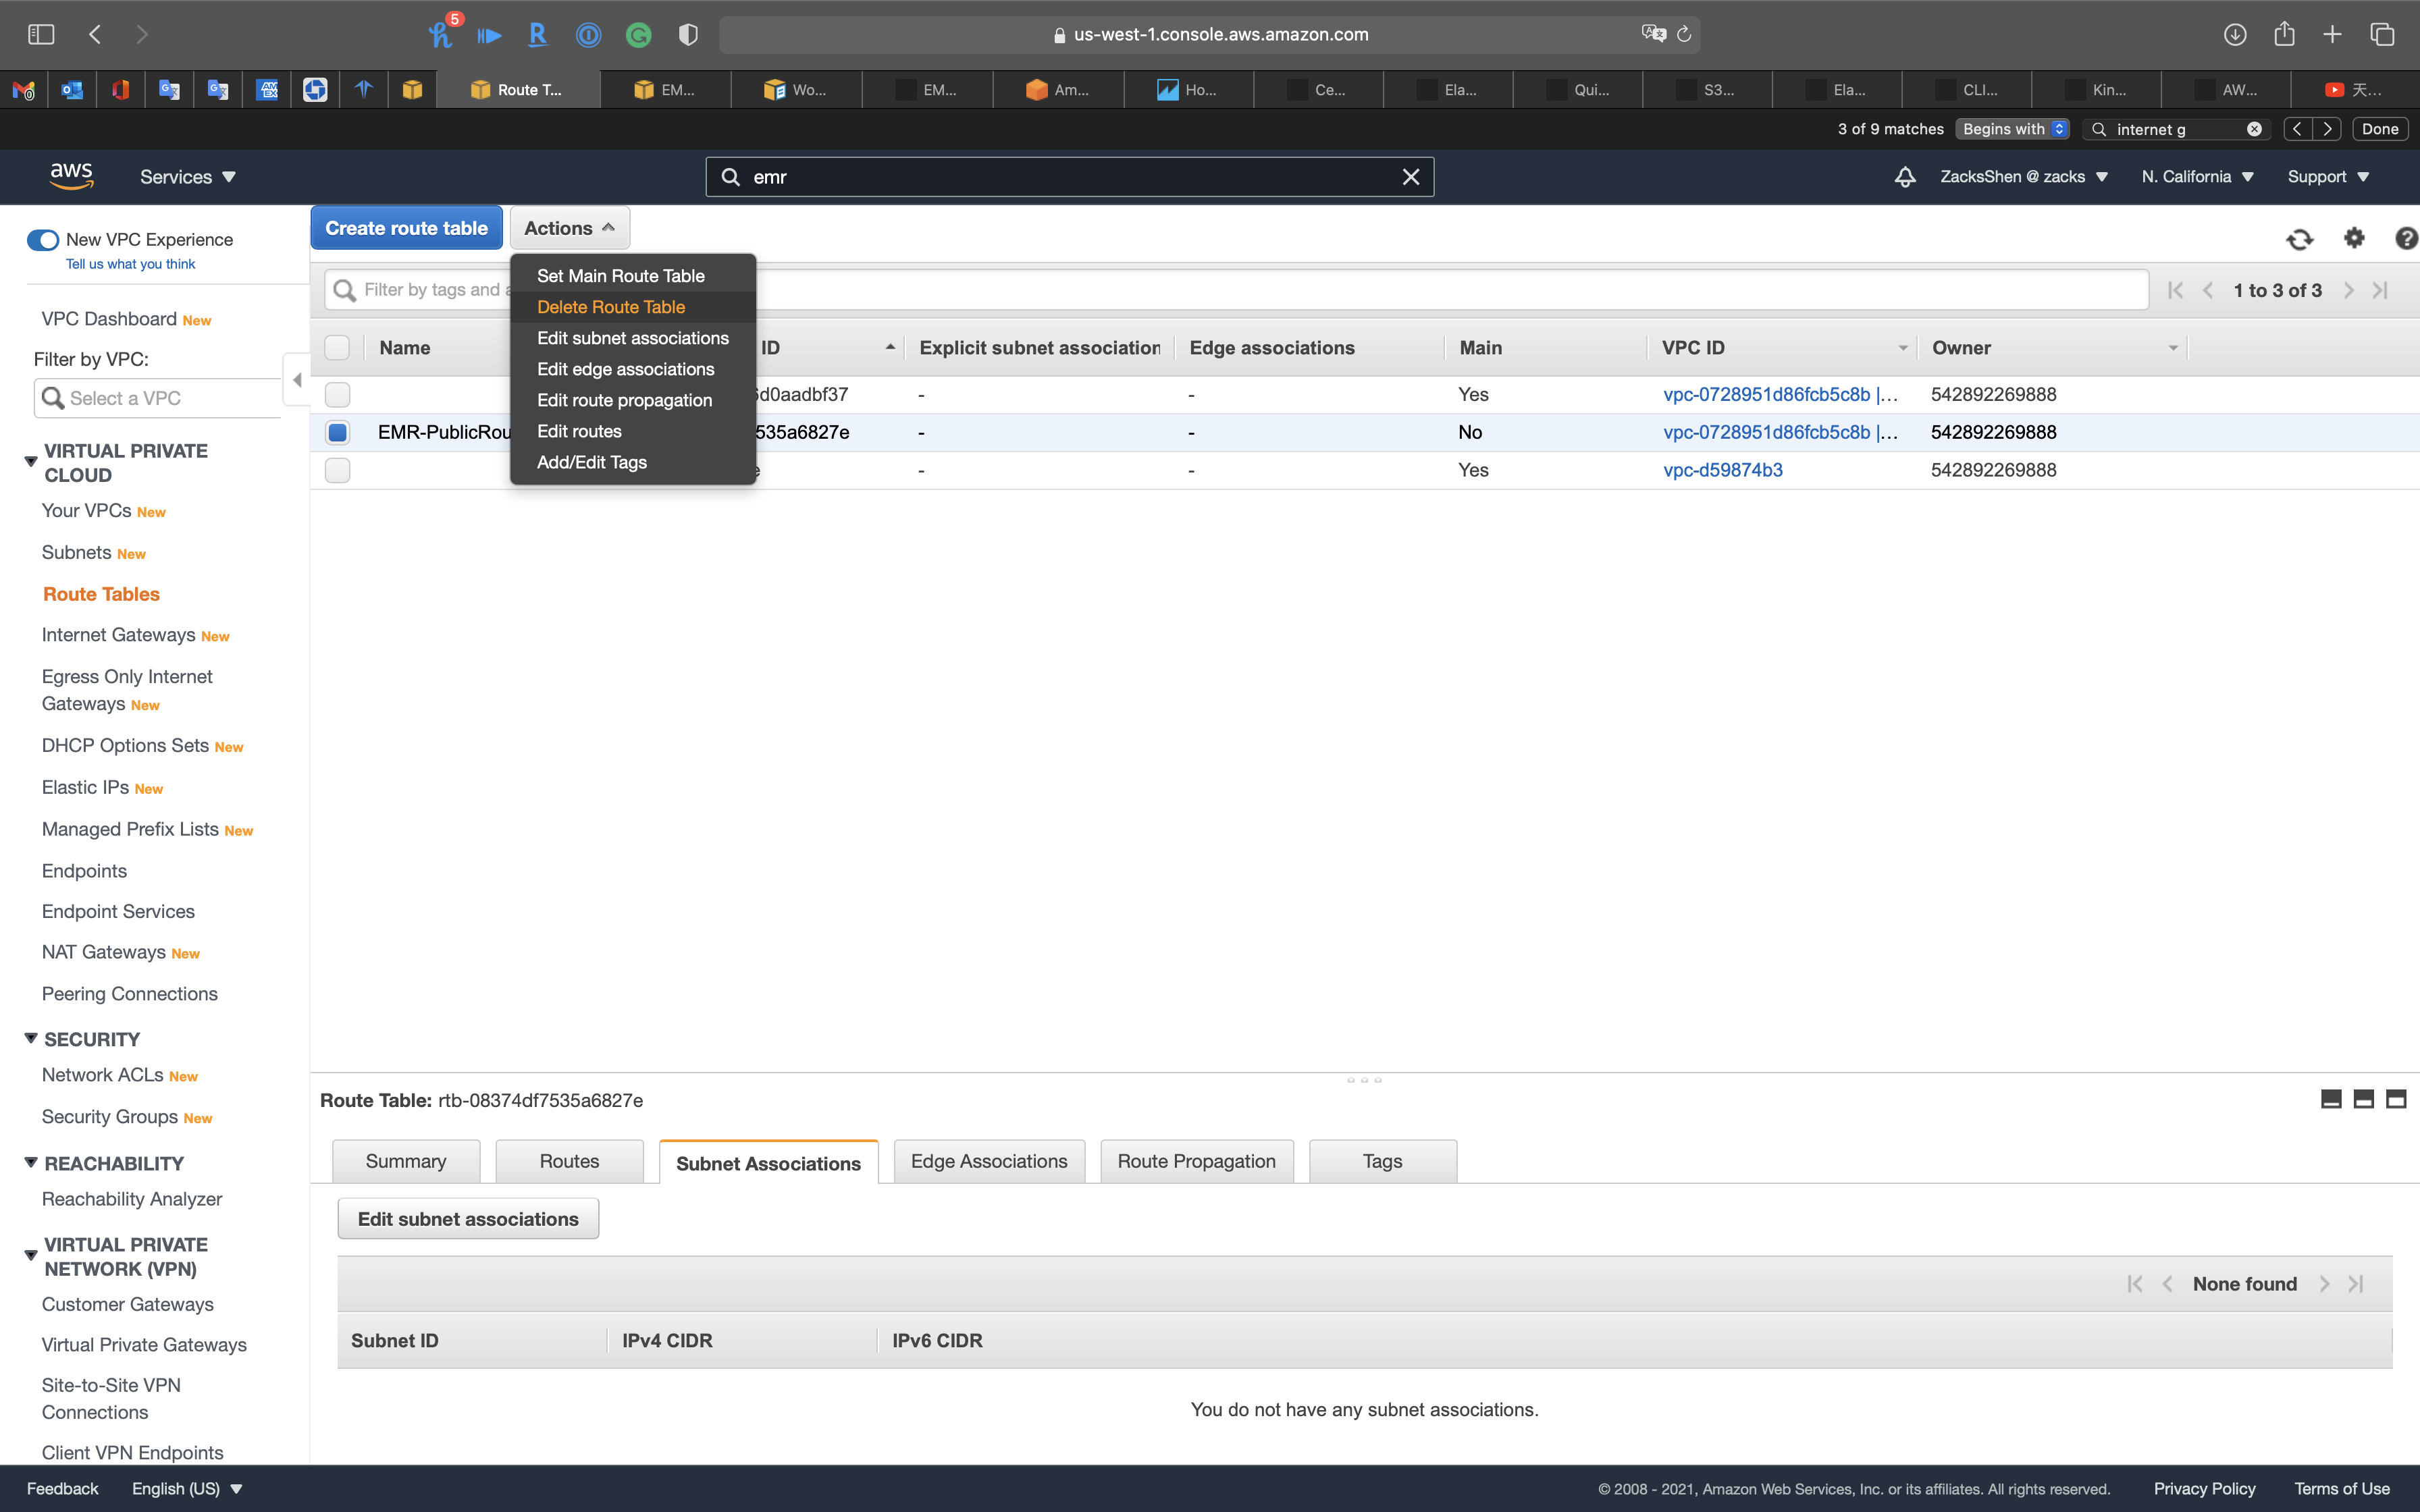 5
us-west-1.console.aws.amazon.com
Route T...
EM...
Wo...
EM...
Am...
Ho...
Ce...
Ela...
Qui...
S3...
Ela...
CLI...
Kin...
AW...
天...
3 of 9 matches
Begins with
internet g
Done
aws
Services
emr
ZacksShen @ zacks
N. California
Support
New VPC Experience
Tell us what you think
Create route table
Actions
Set Main Route Table
Delete Route Table
Edit subnet associations
Edit edge associations
Edit route propagation
Edit routes
Add/Edit Tags
Filter by tags and
1 to 3 of 3
Name
ID
Explicit subnet association
Edge associations
Main
VPC ID
Owner
6d0aadbf37
-
-
Yes
vpc-0728951d86fcb5c8b |...
542892269888
EMR-PublicRou
535a6827e
-
-
No
vpc-0728951d86fcb5c8b |...
542892269888
-
-
Yes
vpc-d59874b3
542892269888
VPC Dashboard New
Filter by VPC:
Select a VPC
VIRTUAL PRIVATE
CLOUD
Your VPCs New
Subnets New
Route Tables
Internet Gateways New
Egress Only Internet
Gateways New
DHCP Options Sets New
Elastic IPs New
Managed Prefix Lists New
Endpoints
Endpoint Services
NAT Gateways New
Peering Connections
SECURITY
Network ACLs New
Security Groups New
REACHABILITY
Reachability Analyzer
VIRTUAL PRIVATE
NETWORK (VPN)
Customer Gateways
Virtual Private Gateways
Site-to-Site VPN
Connections
Client VPN Endpoints
Route Table: rtb-08374df7535a6827e
Summary
Routes
Subnet Associations
Edge Associations
Route Propagation
Tags
Edit subnet associations
None found
Subnet ID
IPv4 CIDR
IPv6 CIDR
You do not have any subnet associations.
Feedback
English (US)
© 2008 - 2021, Amazon Web Services, Inc. or its affiliates. All rights reserved.
Privacy Policy
Terms of Use